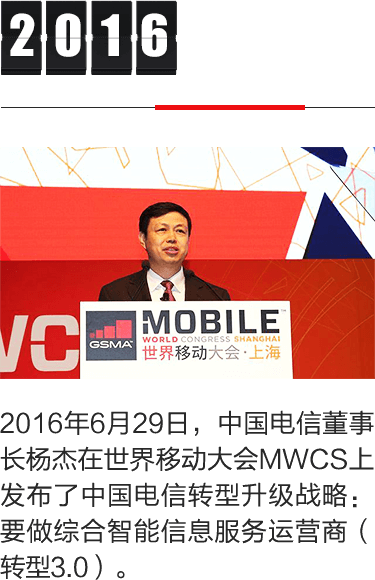 2016
WC
GSMA
MOBILE
WORLD CONGRESS SHANGHAI
世界移动大会·上海
2016年6月29日，中国电信董事
长杨杰在世界移动大会MWCS上
发布了中国电信转型升级战略：
要做综合智能信息服务运营商（
转型3.0）。